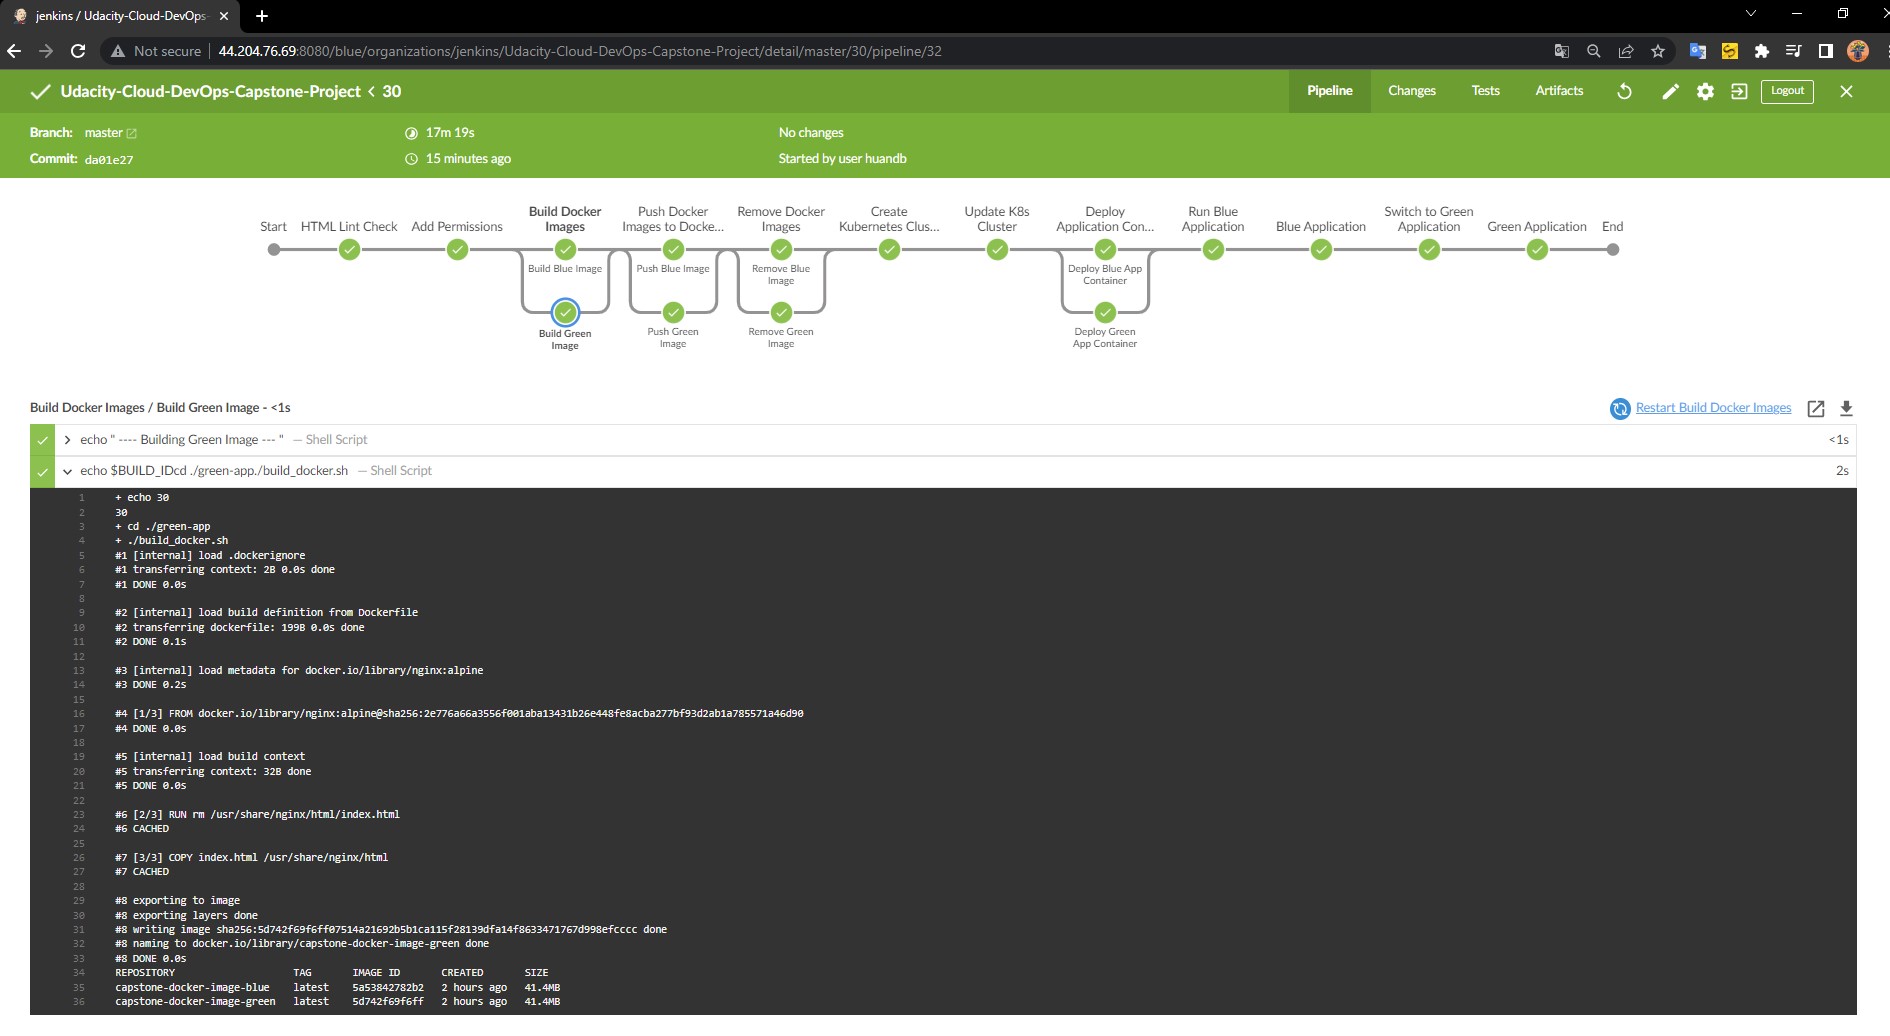 jenkins / Udacity-Cloud-DevOps-
Not secure 44.204.76.69:8080/blue/organizations/jenkins/Udacity-Cloud-DevOps-Capstone-Project/detail/master/30/pipeline/32
Udacity-Cloud-DevOps-Capstone-Project < 30
Pipeline Changes Tests Artifacts Logout
Branch: master 17m 19s No changes
Commit: da01e27 15 minutes ago Started by user huandb
Build Docker Push Docker Remove Docker Create Update K8s Deploy Run Blue Switch to Green
Start HTML Lint Check Add Permissions Images Images to Docke... Images Kubernetes Clus... Cluster Application Con... Application Blue Application Application Green Application End
Build Blue Image Push Blue Image Remove Blue Deploy Blue App
Image Container
Build Green Push Green Remove Green Deploy Green
Image Image Image App Container
Build Docker Images / Build Green Image - <1s Restart Build Docker Images
echo " ---- Building Green Image --- " — Shell Script <1s
echo $BUILD_IDcd ./green-app./build_docker.sh — Shell Script 2s
1 + echo 30
2 30
3 + cd ./green-app
4 + ./build_docker.sh
5 #1 [internal] load .dockerignore
6 #1 transferring context: 2B 0.0s done
7 #1 DONE 0.0s
8
9 #2 [internal] load build definition from Dockerfile
10 #2 transferring dockerfile: 199B 0.0s done
11 #2 DONE 0.1s
12
13 #3 [internal] load metadata for docker.io/library/nginx:alpine
14 #3 DONE 0.2s
15
16 #4 [1/3] FROM docker.io/library/nginx:alpine@sha256:2e776a66a3556f001aba13431b26e448fe8acba277bf93d2ab1a785571a46d90
17 #4 DONE 0.0s
18
19 #5 [internal] load build context
20 #5 transferring context: 32B done
21 #5 DONE 0.0s
22
23 #6 [2/3] RUN rm /usr/share/nginx/html/index.html
24 #6 CACHED
25
26 #7 [3/3] COPY index.html /usr/share/nginx/html
27 #7 CACHED
28
29 #8 exporting to image
30 #8 exporting layers done
31 #8 writing image sha256:5d742f69f6ff07514a21692b5b1ca115f28139dfa14f8633471767d998efcccc done
32 #8 naming to docker.io/library/capstone-docker-image-green done
33 #8 DONE 0.0s
34 REPOSITORY TAG IMAGE ID CREATED SIZE
35 capstone-docker-image-blue latest 5a53842782b2 2 hours ago 41.4MB
36 capstone-docker-image-green latest 5d742f69f6ff 2 hours ago 41.4MB